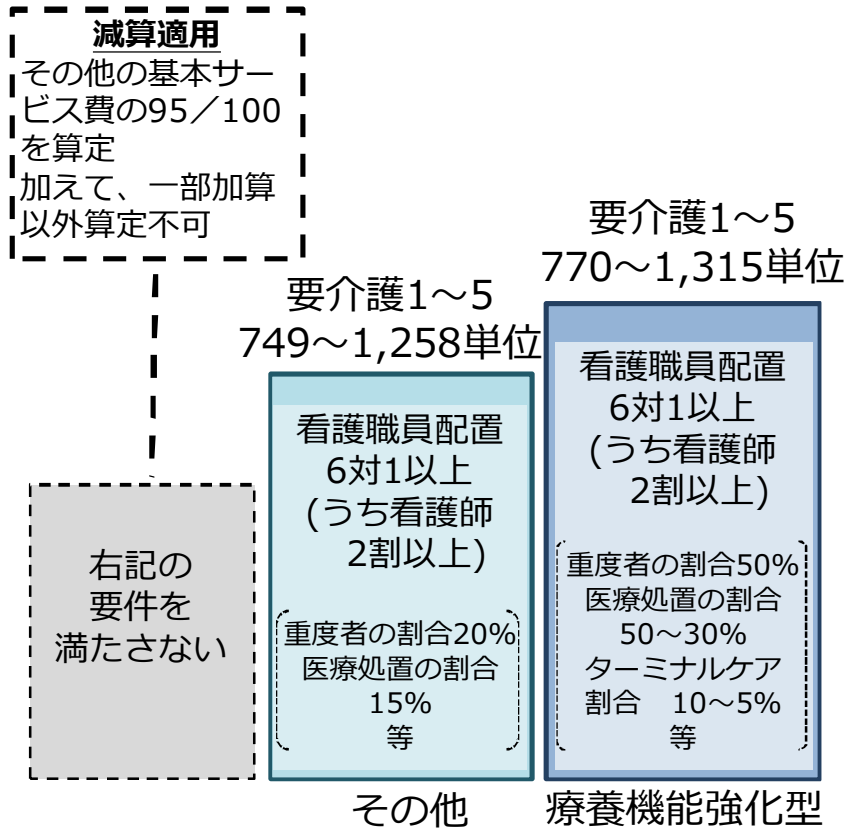 減算適用
その他の基本サー
ビス費の95／100
を算定
加えて、一部加算
以外算定不可
右記の
要件を
満たさない
要介護1～5
749～1,258単位
看護職員配置
6対1以上
(うち看護師
2割以上)
重度者の割合20%
医療処置の割合
15%
等
その他
要介護1～5
770～1,315単位
看護職員配置
6対1以上
(うち看護師
2割以上)
重度者の割合50%
医療処置の割合
50～30%
ターミナルケア
割合　10～5%
等
療養機能強化型